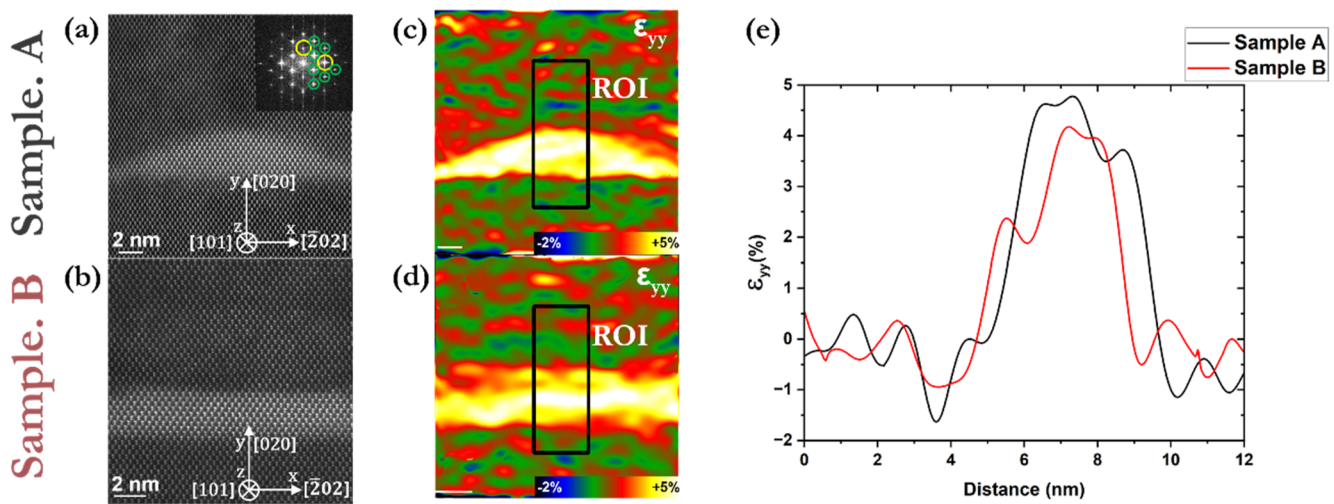 Sample. A
(a)
y [020]
z
x
[101]
[2̅02]
2 nm
Sample. B
(b)
y [020]
z
x
[101]
[2̅02]
2 nm
(c)
εyy
ROI
-2%
+5%
(d)
εyy
ROI
-2%
+5%
(e)
Sample A
Sample B
5
4
3
2
1
0
−1
−2
εyy(%)
0 2 4 6 8 10 12
Distance (nm)